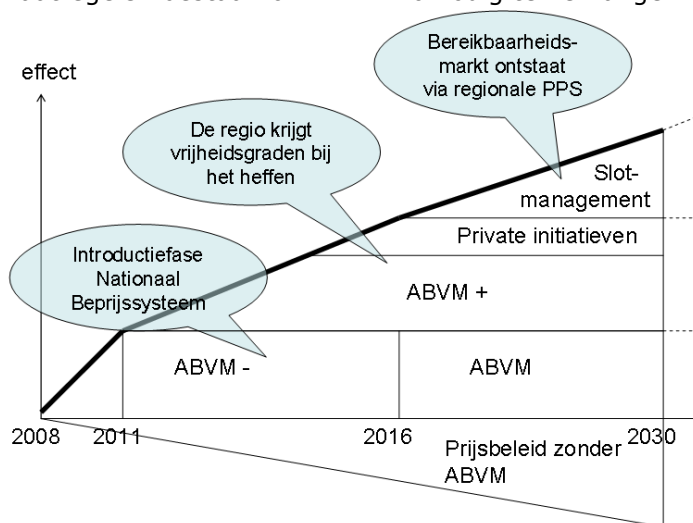 effect
Bereikbaarheids-
markt ontstaat
via regionale PPS
De regio krijgt
vrijheidsgraden bij
het heffen
Slot-
management
Private initiatieven
Introductiefase
Nationaal
Beprijssysteem
ABVM +
ABVM -
ABVM
2008
2011
2016
2030
Prijsbeleid zonder
ABVM